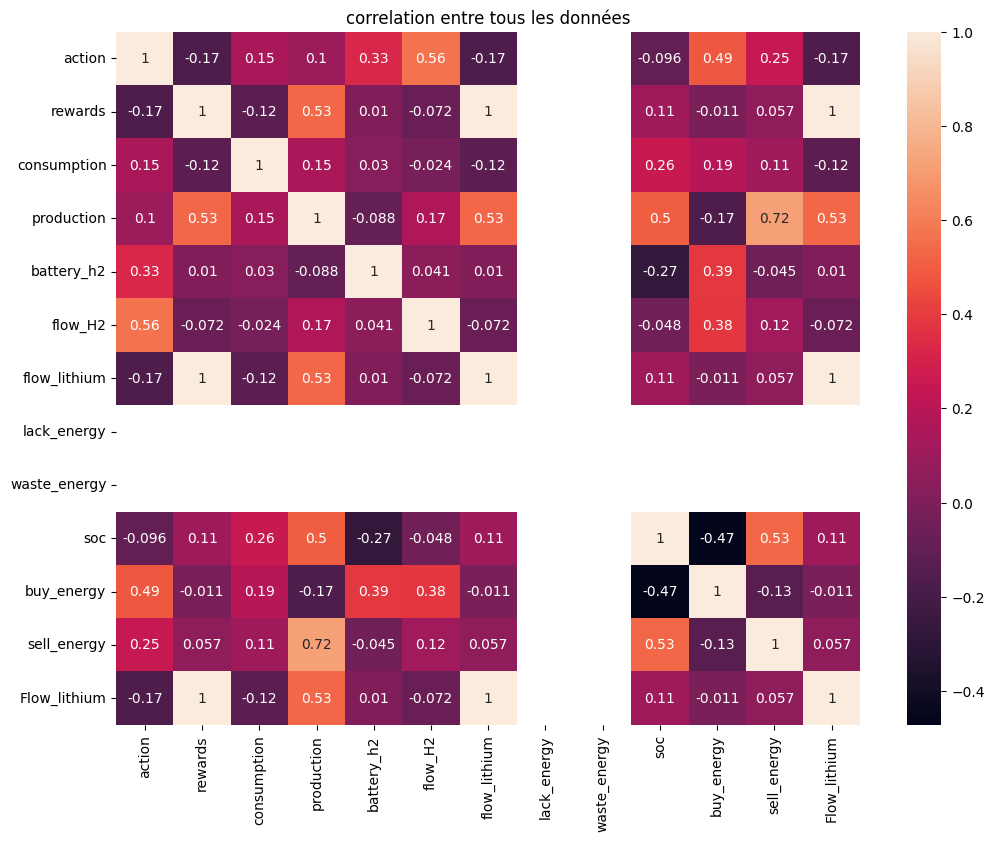 correlation entre tous les données
action 1 -0.17 0.15 0.1 0.33 0.56 -0.17 -0.096 0.49 0.25 -0.17
rewards -0.17 1 -0.12 0.53 0.01 -0.072 1 0.11 -0.011 0.057 1
consumption 0.15 -0.12 1 0.15 0.03 -0.024 -0.12 0.26 0.19 0.11 -0.12
production 0.1 0.53 0.15 1 -0.088 0.17 0.53 0.5 -0.17 0.72 0.53
battery_h2 0.33 0.01 0.03 -0.088 1 0.041 0.01 -0.27 0.39 -0.045 0.01
flow_H2 0.56 -0.072 -0.024 0.17 0.041 1 -0.072 -0.048 0.38 0.12 -0.072
flow_lithium -0.17 1 -0.12 0.53 0.01 -0.072 1 0.11 -0.011 0.057 1
lack_energy
waste_energy
soc -0.096 0.11 0.26 0.5 -0.27 -0.048 0.11 1 -0.47 0.53 0.11
buy_energy 0.49 -0.011 0.19 -0.17 0.39 0.38 -0.011 -0.47 1 -0.13 -0.011
sell_energy 0.25 0.057 0.11 0.72 -0.045 0.12 0.057 0.53 -0.13 1 0.057
Flow_lithium -0.17 1 -0.12 0.53 0.01 -0.072 1 0.11 -0.011 0.057 1
action
rewards
consumption
production
battery_h2
flow_H2
flow_lithium
lack_energy
waste_energy
soc
buy_energy
sell_energy
Flow_lithium
1.0
0.8
0.6
0.4
0.2
0.0
−0.2
−0.4